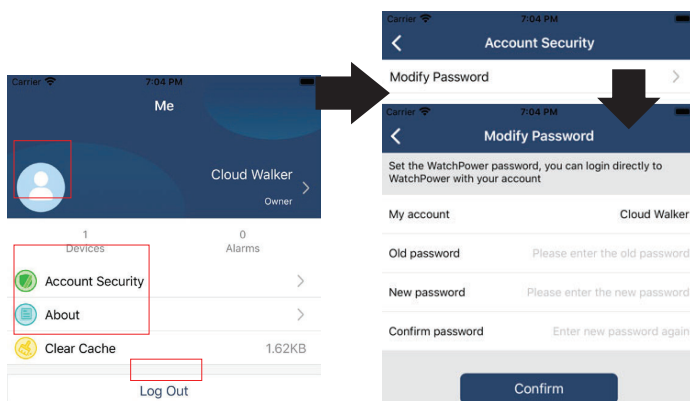 Carrier 7:04 PM
Me
Cloud Walker
Owner
1 0
Devices Alarms
Account Security
About
Clear Cache 1.62KB
Log Out
Carrier 7:04 PM
Account Security
Modify Password
Carrier 7:04 PM
Modify Password
Set the WatchPower password, you can login directly to
WatchPower with your account
My account Cloud Walker
Old password Please enter the old password
New password Please enter the new password
Confirm password Enter new password again
Confirm